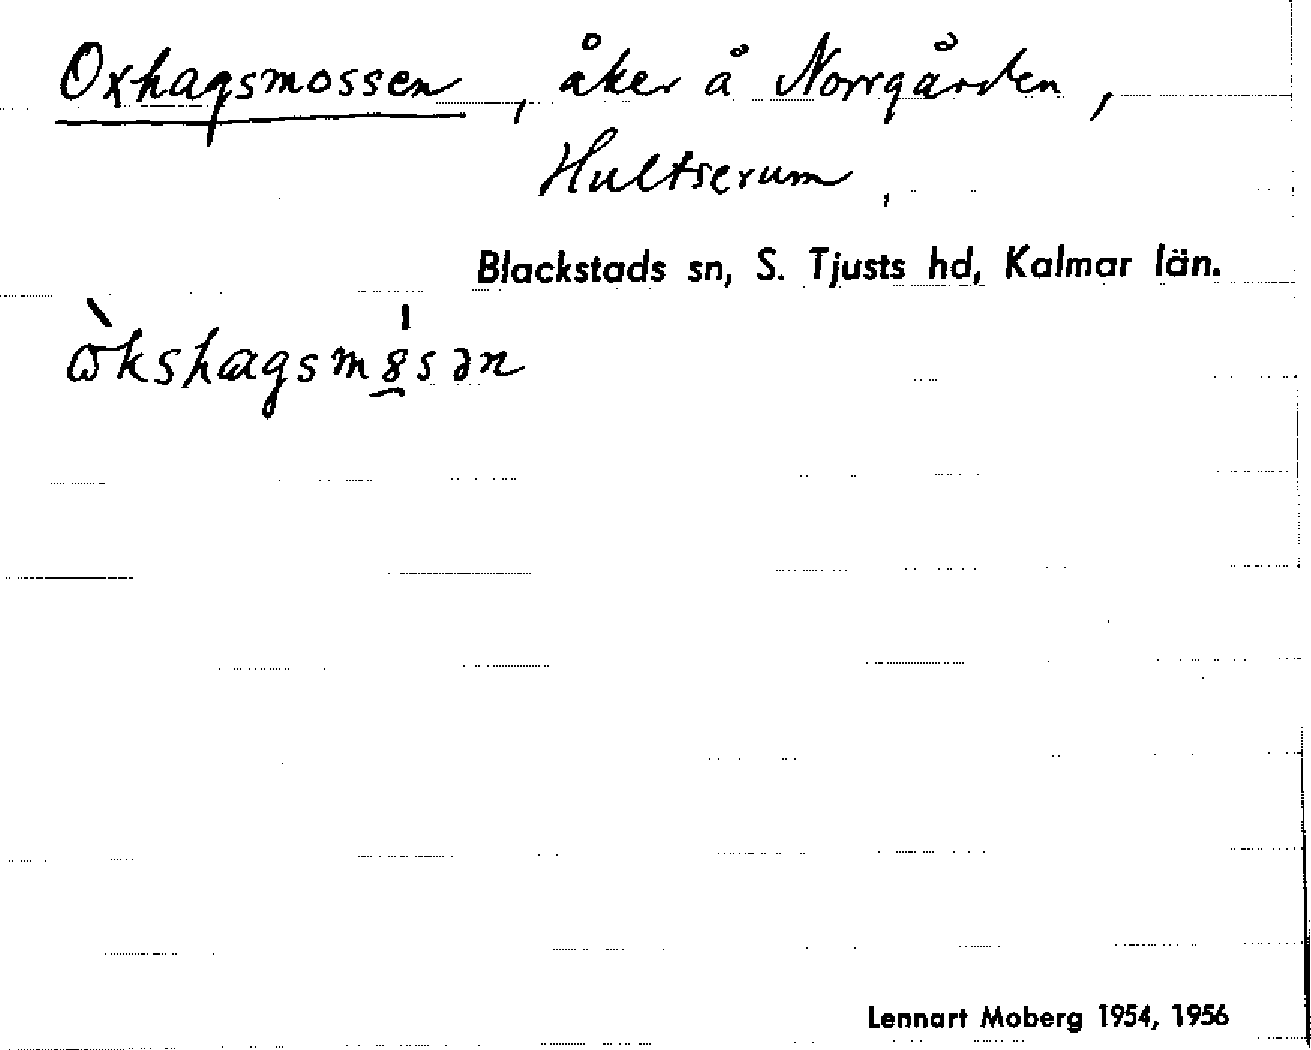 Oxhagsmossen, åker å Norrgården,
Hultserum,
Blackstads sn, S. Tjusts hd, Kalmar län.
Lennart Moberg 1954, 1956